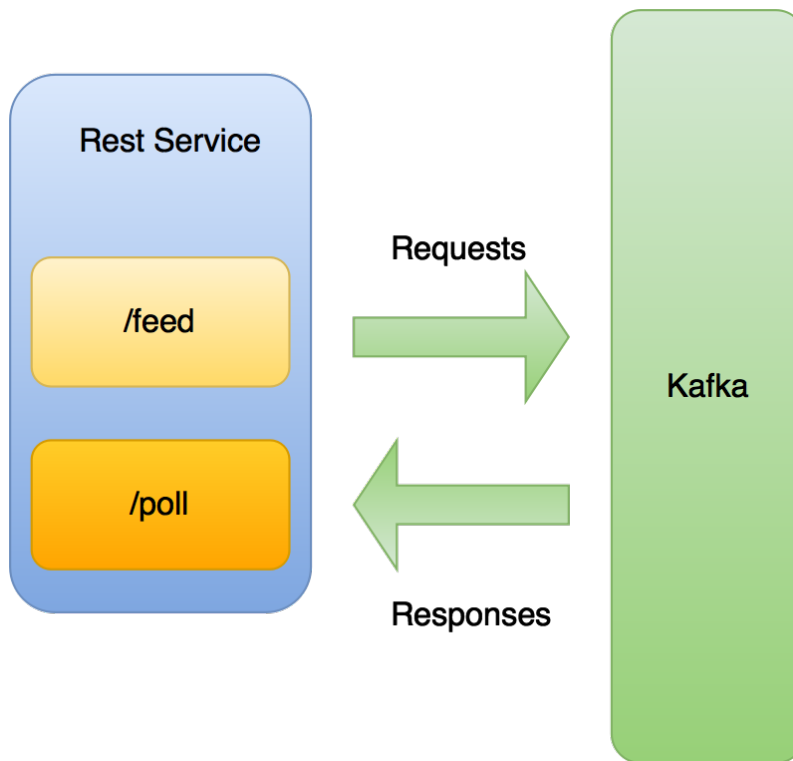 Rest Service
/feed
/poll
Requests
Responses
Kafka